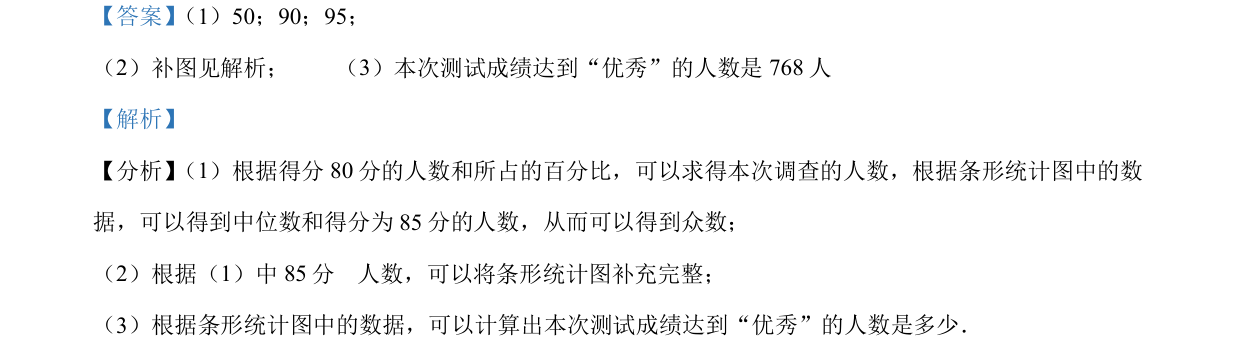 【答案】（1）50；90；95；
（2）补图见解析； （3）本次测试成绩达到“优秀”的人数是 768 人
【解析】
【分析】（1）根据得分 80 分的人数和所占的百分比，可以求得本次调查的人数，根据条形统计图中的数
据，可以得到中位数和得分为 85 分的人数，从而可以得到众数；
（2）根据（1）中 85 分 人数，可以将条形统计图补充完整；
（3）根据条形统计图中的数据，可以计算出本次测试成绩达到“优秀”的人数是多少．